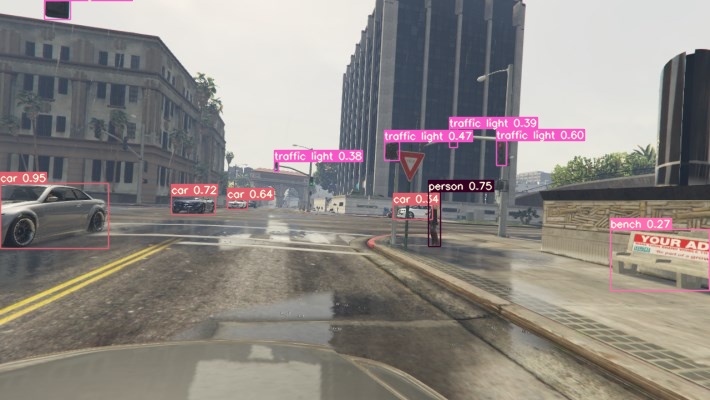 traffic light 0.39
traffic light 0.47
traffic light 0.60
traffic light 0.38
car 0.95
car 0.72
car 0.64
car 0.34
person 0.75
bench 0.27
YOUR AD